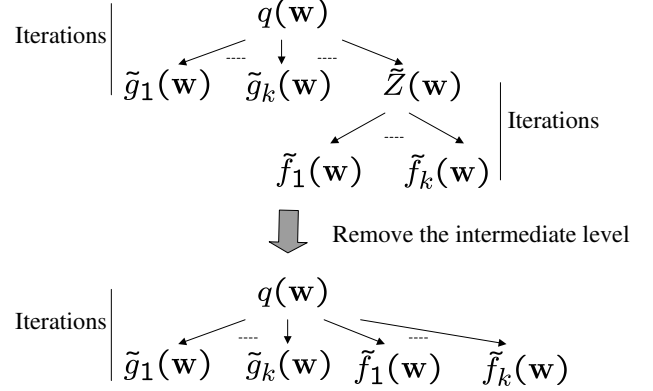 q(w)
Iterations
g̃₁(w) g̃ₖ(w) Z̃(w)
Iterations
f̃₁(w) f̃ₖ(w)
Remove the intermediate level
q(w)
Iterations
g̃₁(w) g̃ₖ(w) f̃₁(w) f̃ₖ(w)